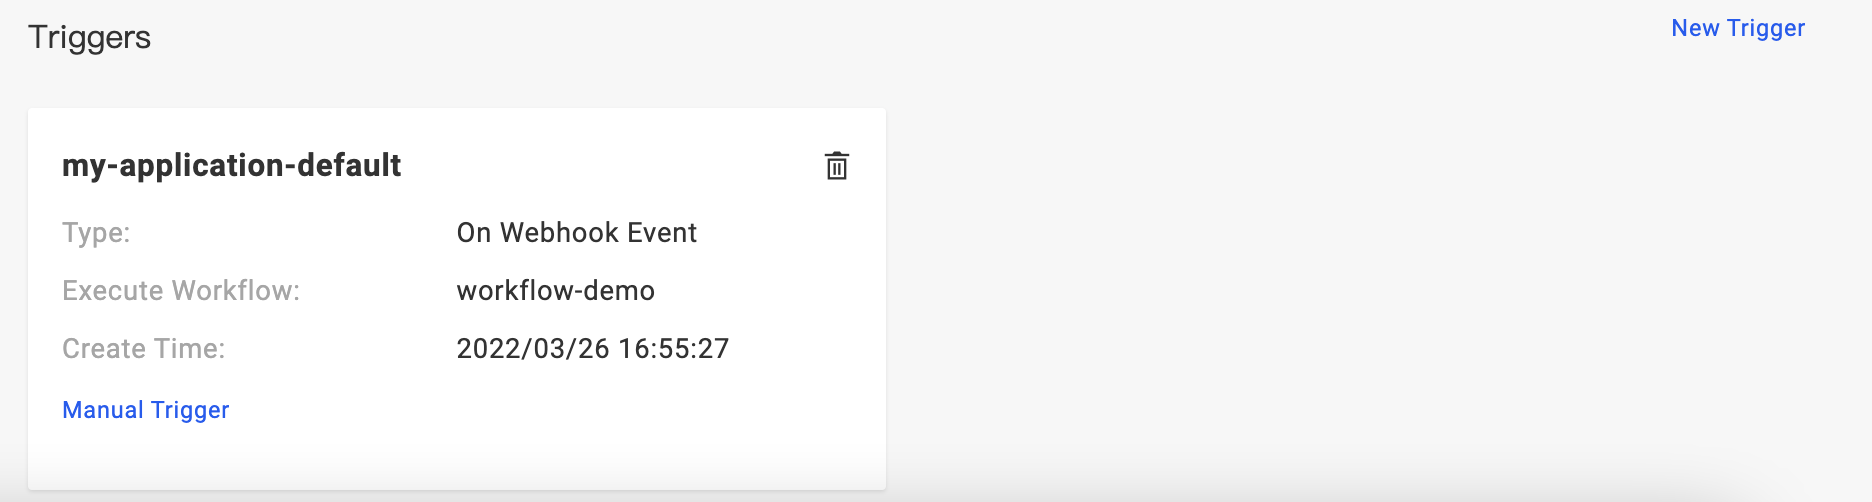 Triggers
New Trigger
my-application-default
Type: On Webhook Event
Execute Workflow: workflow-demo
Create Time: 2022/03/26 16:55:27
Manual Trigger